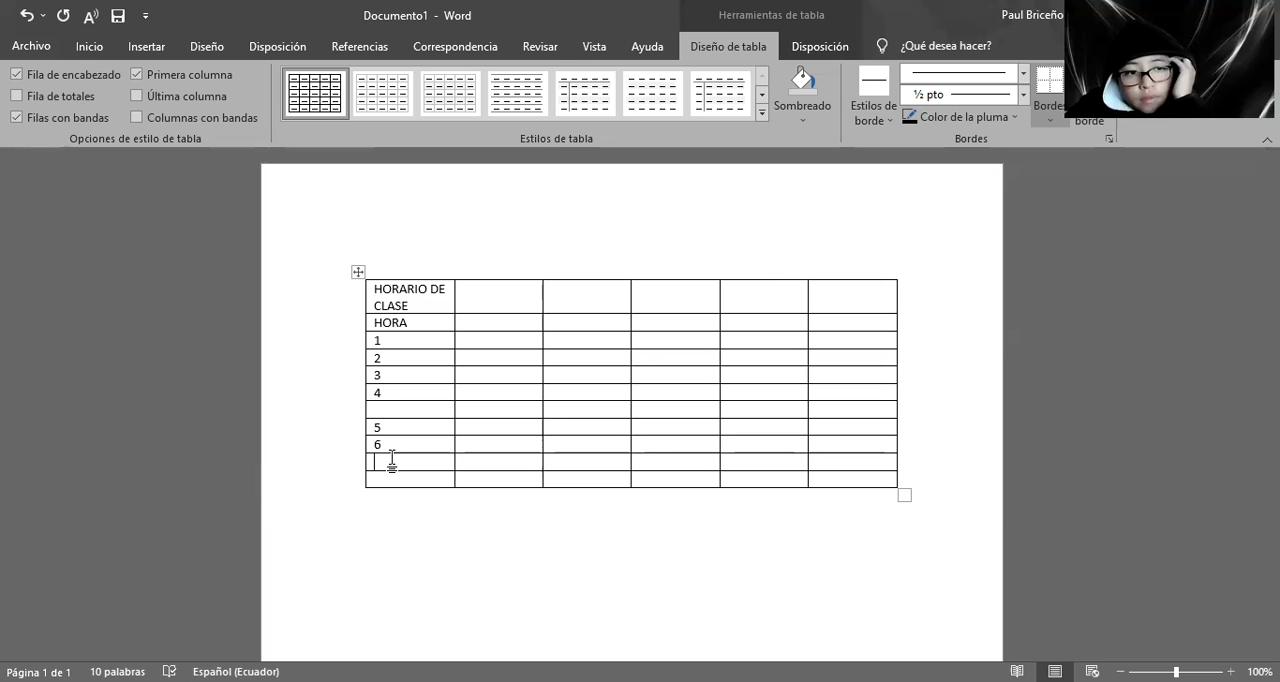 Documento1 - Word
Herramientas de tabla
Paul Briceño
Archivo
Inicio
Insertar
Diseño
Disposición
Referencias
Correspondencia
Revisar
Vista
Ayuda
Diseño de tabla
Disposición
¿Qué desea hacer?
Fila de encabezado
Primera columna
Fila de totales
Última columna
Filas con bandas
Columnas con bandas
Opciones de estilo de tabla
Estilos de tabla
Sombreado
Estilos de
borde
½ pto
Color de la pluma
Bordes
borde
Bordes
HORARIO DE
CLASE
HORA
1
2
3
4
5
6
Página 1 de 1
10 palabras
Español (Ecuador)
100%